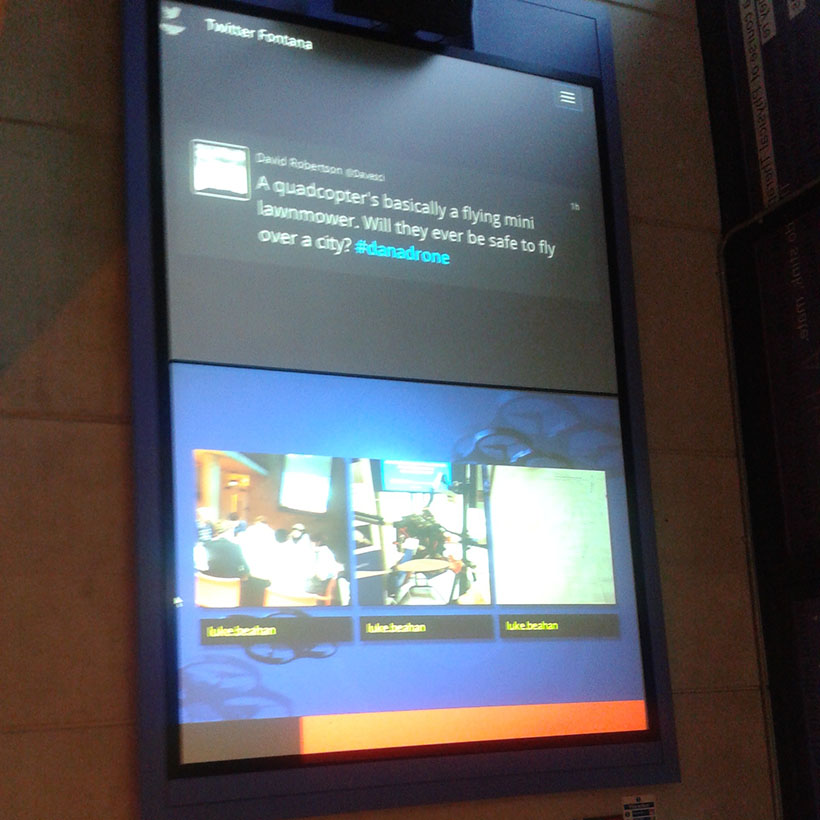 Twitter Fontana
David Robertson @Davesci
1h
A quadcopter's basically a flying mini
lawnmower. Will they ever be safe to fly
over a city? #danadrone
luke.beahan
luke.beahan
luke.beahan